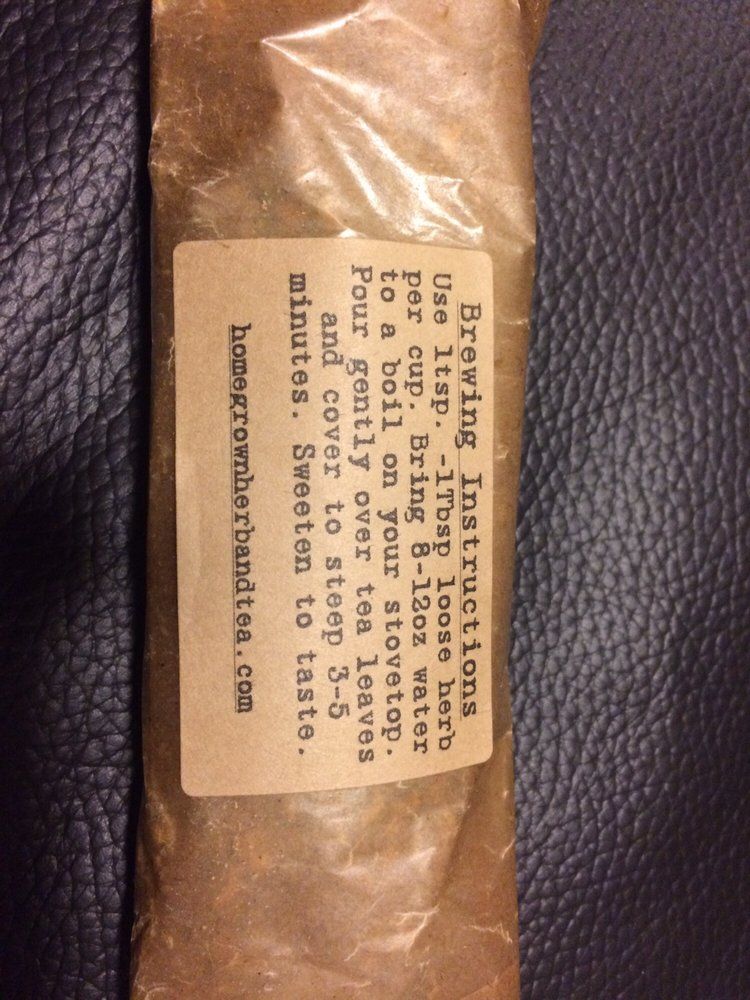 Brewing Instructions
Use 1tsp. -1Tbsp loose herb
per cup. Bring 8-12oz water
to a boil on your stovetop.
Pour gently over tea leaves
and cover to steep 3-5
minutes. Sweeten to taste.
homegrownherbandtea.com